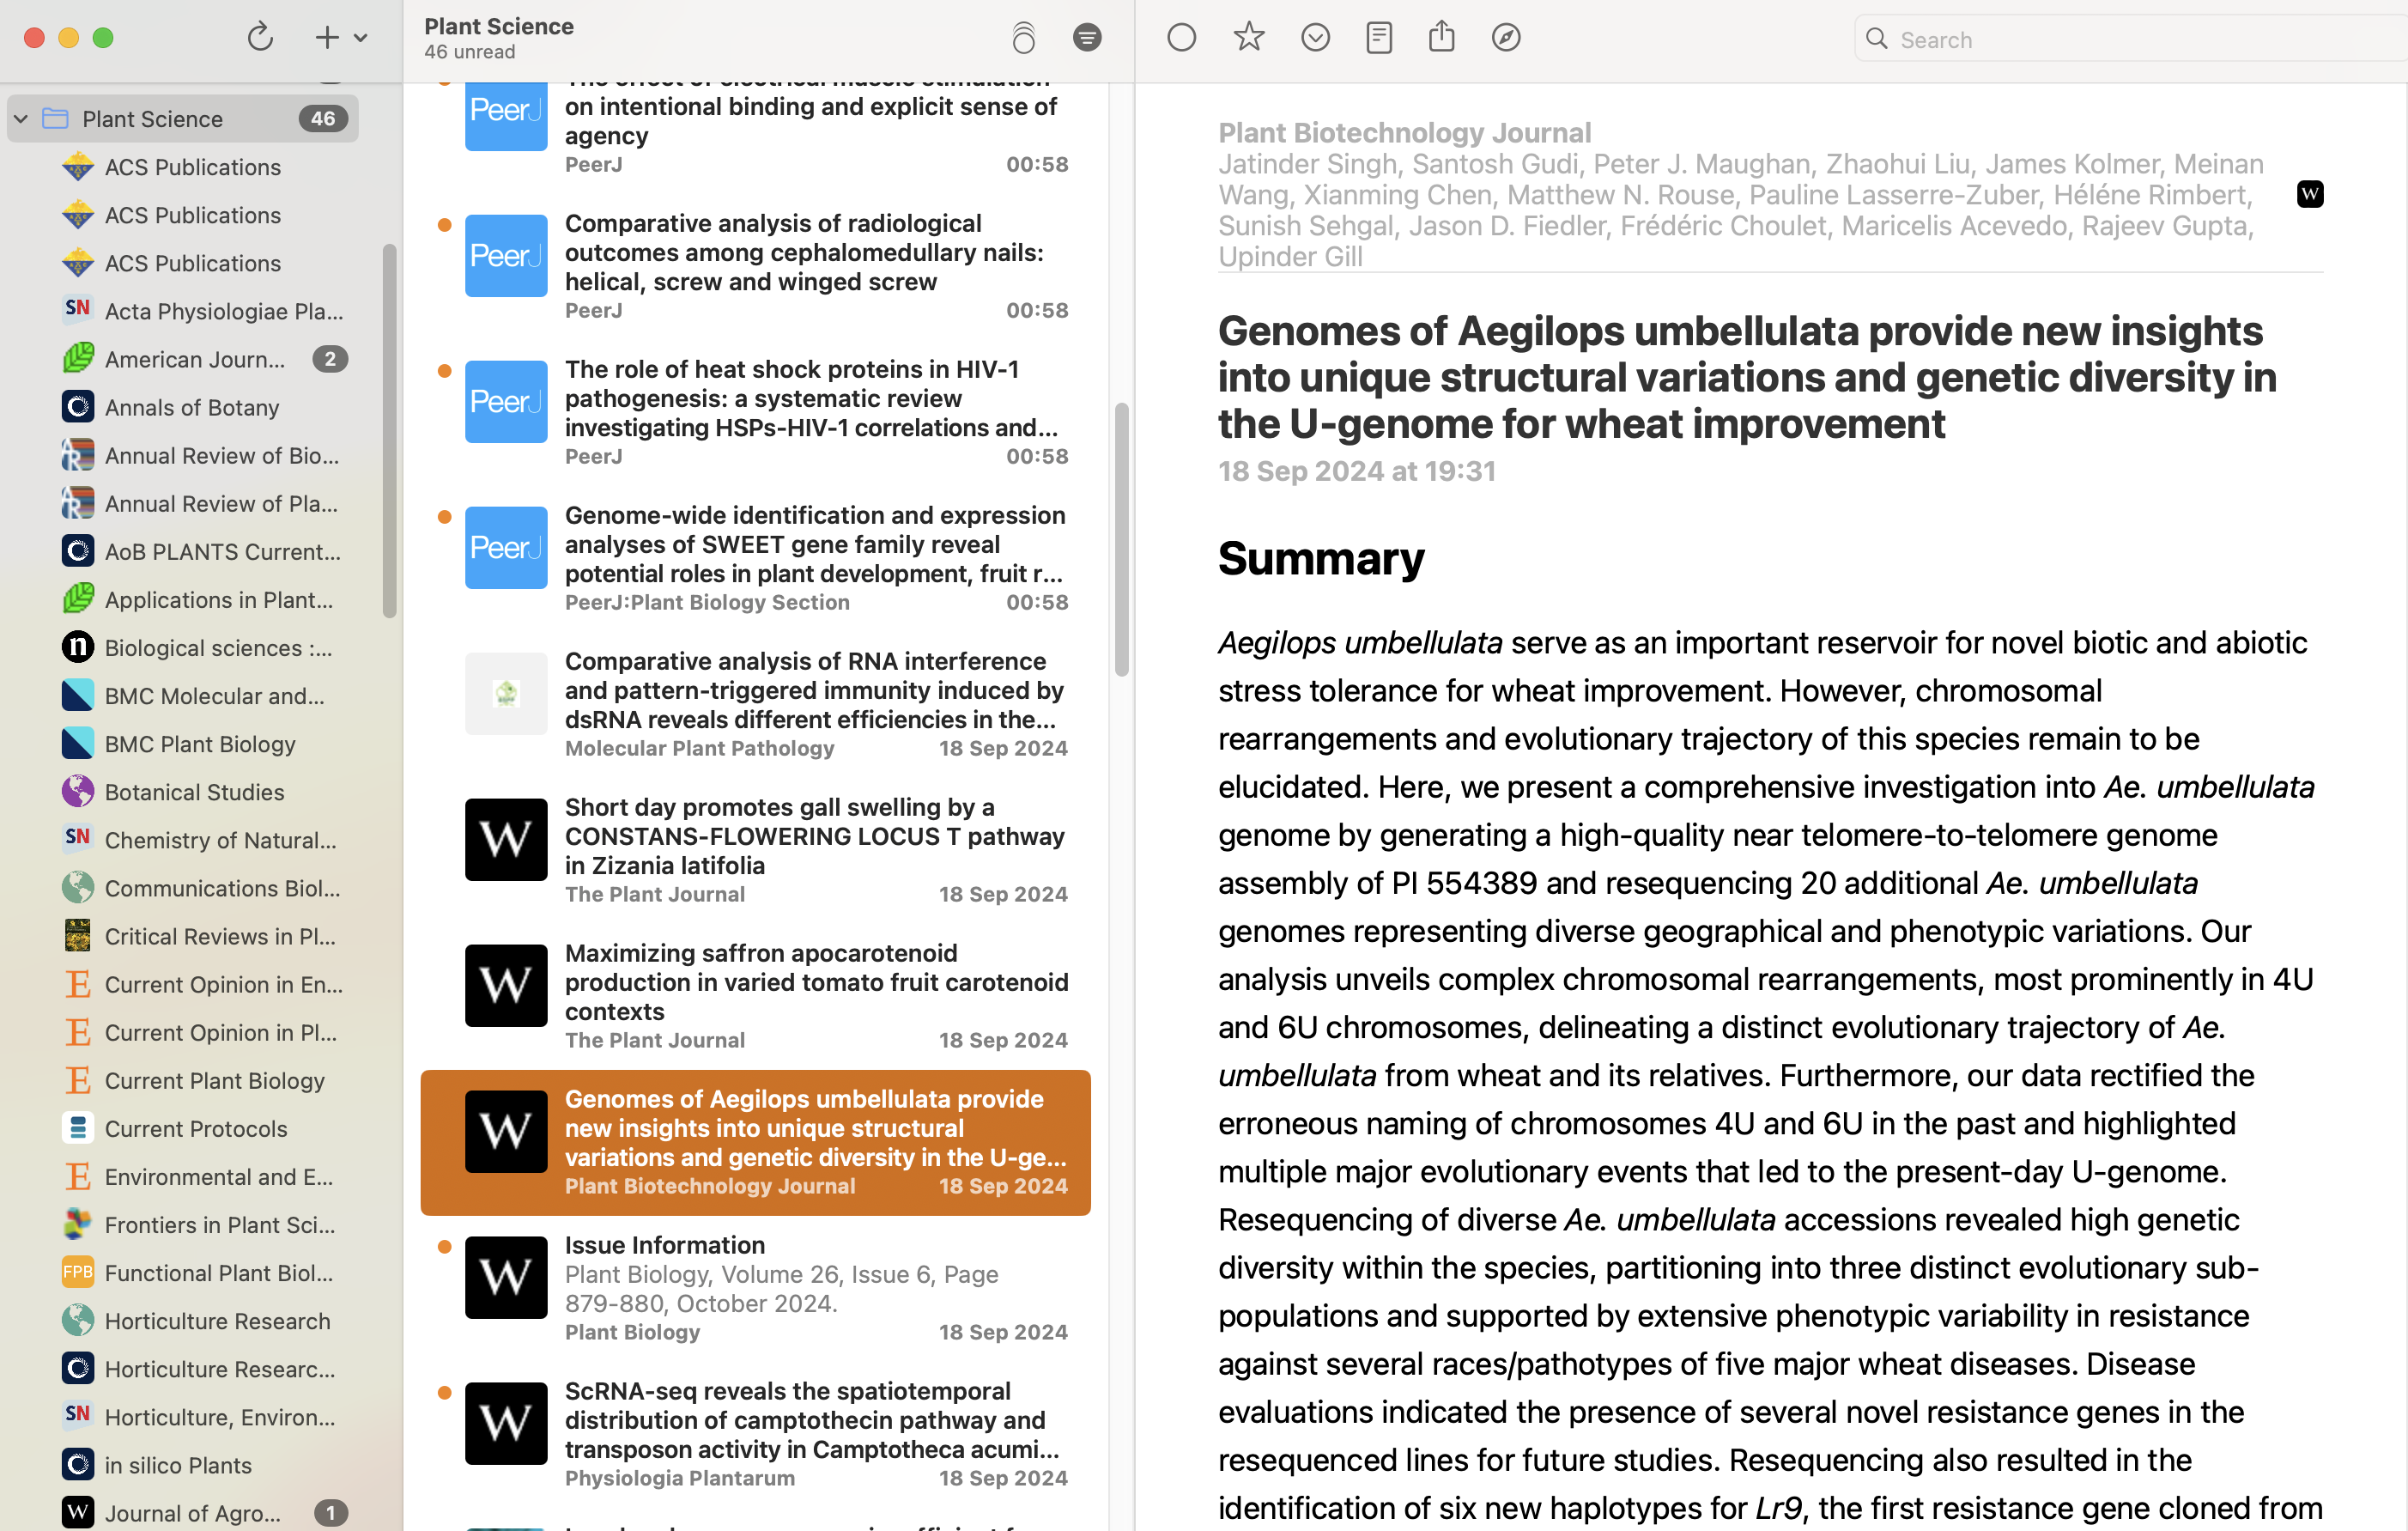 Plant Science
46 unread
Search
Plant Science
46
ACS Publications
ACS Publications
ACS Publications
SN
Acta Physiologiae Pla...
American Journ...
2
Annals of Botany
AR
Annual Review of Bio...
AR
Annual Review of Pla...
AoB PLANTS Current...
Applications in Plant...
n
Biological sciences :...
BMC Molecular and...
BMC Plant Biology
Botanical Studies
SN
Chemistry of Natural...
Communications Biol...
Critical Reviews in Pl...
E
Current Opinion in En...
E
Current Opinion in Pl...
E
Current Plant Biology
Current Protocols
E
Environmental and E...
Frontiers in Plant Sci...
FPB
Functional Plant Biol...
Horticulture Research
Horticulture Researc...
SN
Horticulture, Environ...
in silico Plants
W
Journal of Agro...
1
PeerJ
The effect of electrical muscle stimulation
on intentional binding and explicit sense of
agency
PeerJ
00:58
PeerJ
Comparative analysis of radiological
outcomes among cephalomedullary nails:
helical, screw and winged screw
PeerJ
00:58
PeerJ
The role of heat shock proteins in HIV-1
pathogenesis: a systematic review
investigating HSPs-HIV-1 correlations and...
PeerJ
00:58
PeerJ
Genome-wide identification and expression
analyses of SWEET gene family reveal
potential roles in plant development, fruit r...
PeerJ:Plant Biology Section
00:58
Comparative analysis of RNA interference
and pattern-triggered immunity induced by
dsRNA reveals different efficiencies in the...
Molecular Plant Pathology
18 Sep 2024
W
Short day promotes gall swelling by a
CONSTANS-FLOWERING LOCUS T pathway
in Zizania latifolia
The Plant Journal
18 Sep 2024
W
Maximizing saffron apocarotenoid
production in varied tomato fruit carotenoid
contexts
The Plant Journal
18 Sep 2024
W
Genomes of Aegilops umbellulata provide
new insights into unique structural
variations and genetic diversity in the U-ge...
Plant Biotechnology Journal
18 Sep 2024
W
Issue Information
Plant Biology, Volume 26, Issue 6, Page
879-880, October 2024.
Plant Biology
18 Sep 2024
W
ScRNA-seq reveals the spatiotemporal
distribution of camptothecin pathway and
transposon activity in Camptotheca acumi...
Physiologia Plantarum
18 Sep 2024
Plant Biotechnology Journal
Jatinder Singh, Santosh Gudi, Peter J. Maughan, Zhaohui Liu, James Kolmer, Meinan
Wang, Xianming Chen, Matthew N. Rouse, Pauline Lasserre-Zuber, Héléne Rimbert,
Sunish Sehgal, Jason D. Fiedler, Frédéric Choulet, Maricelis Acevedo, Rajeev Gupta,
Upinder Gill
W
Genomes of Aegilops umbellulata provide new insights
into unique structural variations and genetic diversity in
the U-genome for wheat improvement
18 Sep 2024 at 19:31
Summary
Aegilops umbellulata serve as an important reservoir for novel biotic and abiotic
stress tolerance for wheat improvement. However, chromosomal
rearrangements and evolutionary trajectory of this species remain to be
elucidated. Here, we present a comprehensive investigation into Ae. umbellulata
genome by generating a high-quality near telomere-to-telomere genome
assembly of PI 554389 and resequencing 20 additional Ae. umbellulata
genomes representing diverse geographical and phenotypic variations. Our
analysis unveils complex chromosomal rearrangements, most prominently in 4U
and 6U chromosomes, delineating a distinct evolutionary trajectory of Ae.
umbellulata from wheat and its relatives. Furthermore, our data rectified the
erroneous naming of chromosomes 4U and 6U in the past and highlighted
multiple major evolutionary events that led to the present-day U-genome.
Resequencing of diverse Ae. umbellulata accessions revealed high genetic
diversity within the species, partitioning into three distinct evolutionary sub-
populations and supported by extensive phenotypic variability in resistance
against several races/pathotypes of five major wheat diseases. Disease
evaluations indicated the presence of several novel resistance genes in the
resequenced lines for future studies. Resequencing also resulted in the
identification of six new haplotypes for Lr9, the first resistance gene cloned from